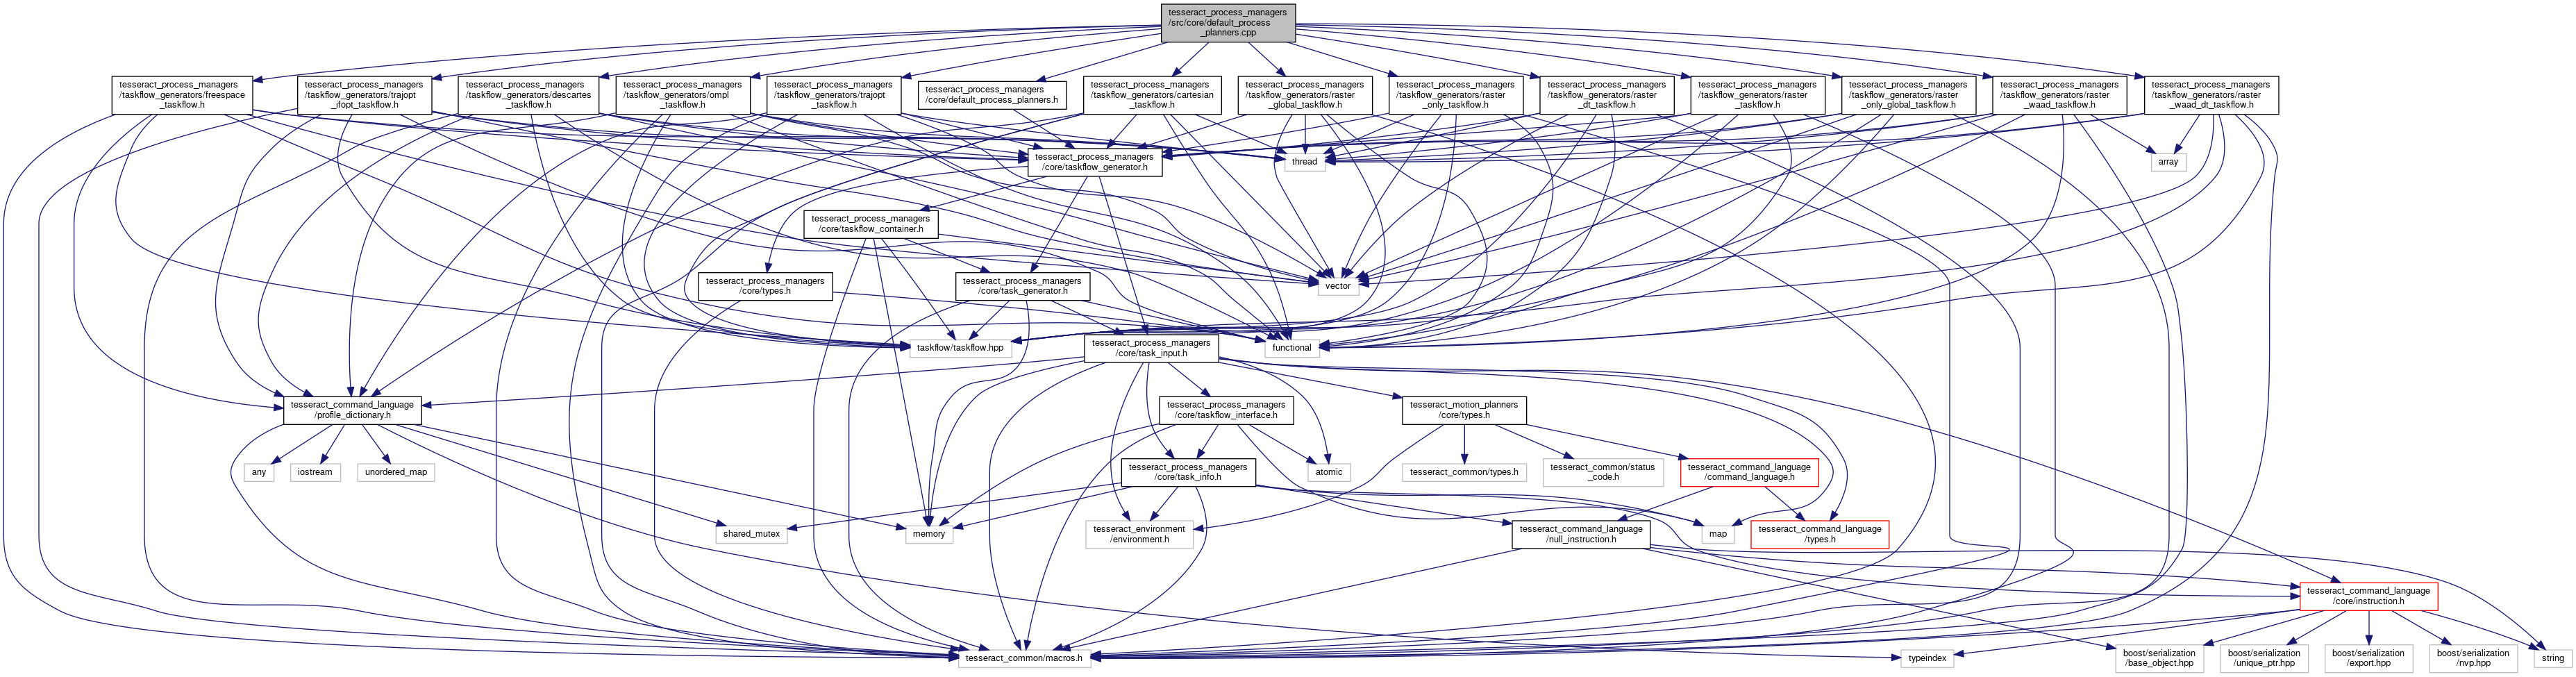 tesseract_process_managers
/src/core/default_process
_planners.cpp
tesseract_process_managers
/taskflow_generators/freespace
_taskflow.h
tesseract_process_managers
/taskflow_generators/trajopt
_ifopt_taskflow.h
tesseract_process_managers
/taskflow_generators/descartes
_taskflow.h
tesseract_process_managers
/taskflow_generators/ompl
_taskflow.h
tesseract_process_managers
/taskflow_generators/trajopt
_taskflow.h
tesseract_process_managers
/core/default_process_planners.h
tesseract_process_managers
/taskflow_generators/cartesian
_taskflow.h
tesseract_process_managers
/taskflow_generators/raster
_global_taskflow.h
tesseract_process_managers
/taskflow_generators/raster
_only_taskflow.h
tesseract_process_managers
/taskflow_generators/raster
_dt_taskflow.h
tesseract_process_managers
/taskflow_generators/raster
_taskflow.h
tesseract_process_managers
/taskflow_generators/raster
_only_global_taskflow.h
tesseract_process_managers
/taskflow_generators/raster
_waad_taskflow.h
tesseract_process_managers
/taskflow_generators/raster
_waad_dt_taskflow.h
tesseract_process_managers
/core/taskflow_generator.h
thread
array
tesseract_process_managers
/core/taskflow_container.h
tesseract_process_managers
/core/types.h
tesseract_process_managers
/core/task_generator.h
vector
taskflow/taskflow.hpp
tesseract_process_managers
/core/task_input.h
functional
tesseract_command_language
/profile_dictionary.h
tesseract_process_managers
/core/taskflow_interface.h
tesseract_motion_planners
/core/types.h
any
iostream
unordered_map
tesseract_process_managers
/core/task_info.h
atomic
tesseract_common/types.h
tesseract_common/status
_code.h
tesseract_command_language
/command_language.h
shared_mutex
memory
tesseract_environment
/environment.h
tesseract_command_language
/null_instruction.h
map
tesseract_command_language
/types.h
tesseract_command_language
/core/instruction.h
tesseract_common/macros.h
typeindex
boost/serialization
/base_object.hpp
boost/serialization
/unique_ptr.hpp
boost/serialization
/export.hpp
boost/serialization
/nvp.hpp
string